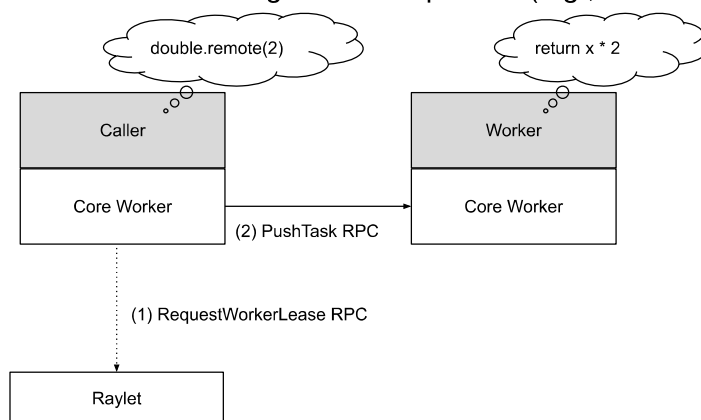 double.remote(2)
return x * 2
Caller
Worker
Core Worker
Core Worker
(2) PushTask RPC
(1) RequestWorkerLease RPC
Raylet